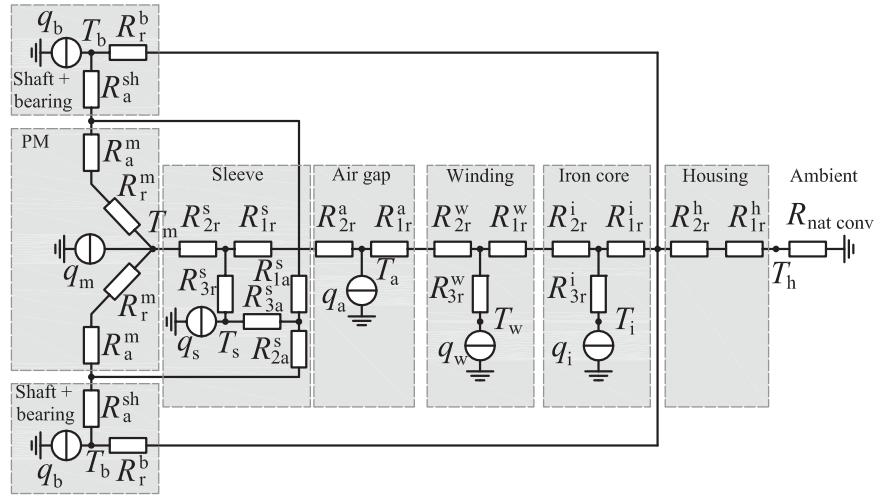 q_b T_b R_r^b
Shaft +
bearing
R_a^sh
PM
R_a^m
R_r^m
T_m
q_m
R_r^m
R_a^m
Sleeve
R_2r^s R_1r^s
R_3r^s
R_1a^s
R_3a^s
q_s T_s R_2a^s
Air gap
R_2r^a R_1r^a
T_a
q_a
Winding
R_2r^w R_1r^w
R_3r^w
T_w
q_w
Iron core
R_2r^i R_1r^i
R_3r^i
T_i
q_i
Housing
R_2r^h R_1r^h
T_h
Ambient
R_nat conv
Shaft +
bearing
R_a^sh
q_b T_b R_r^b